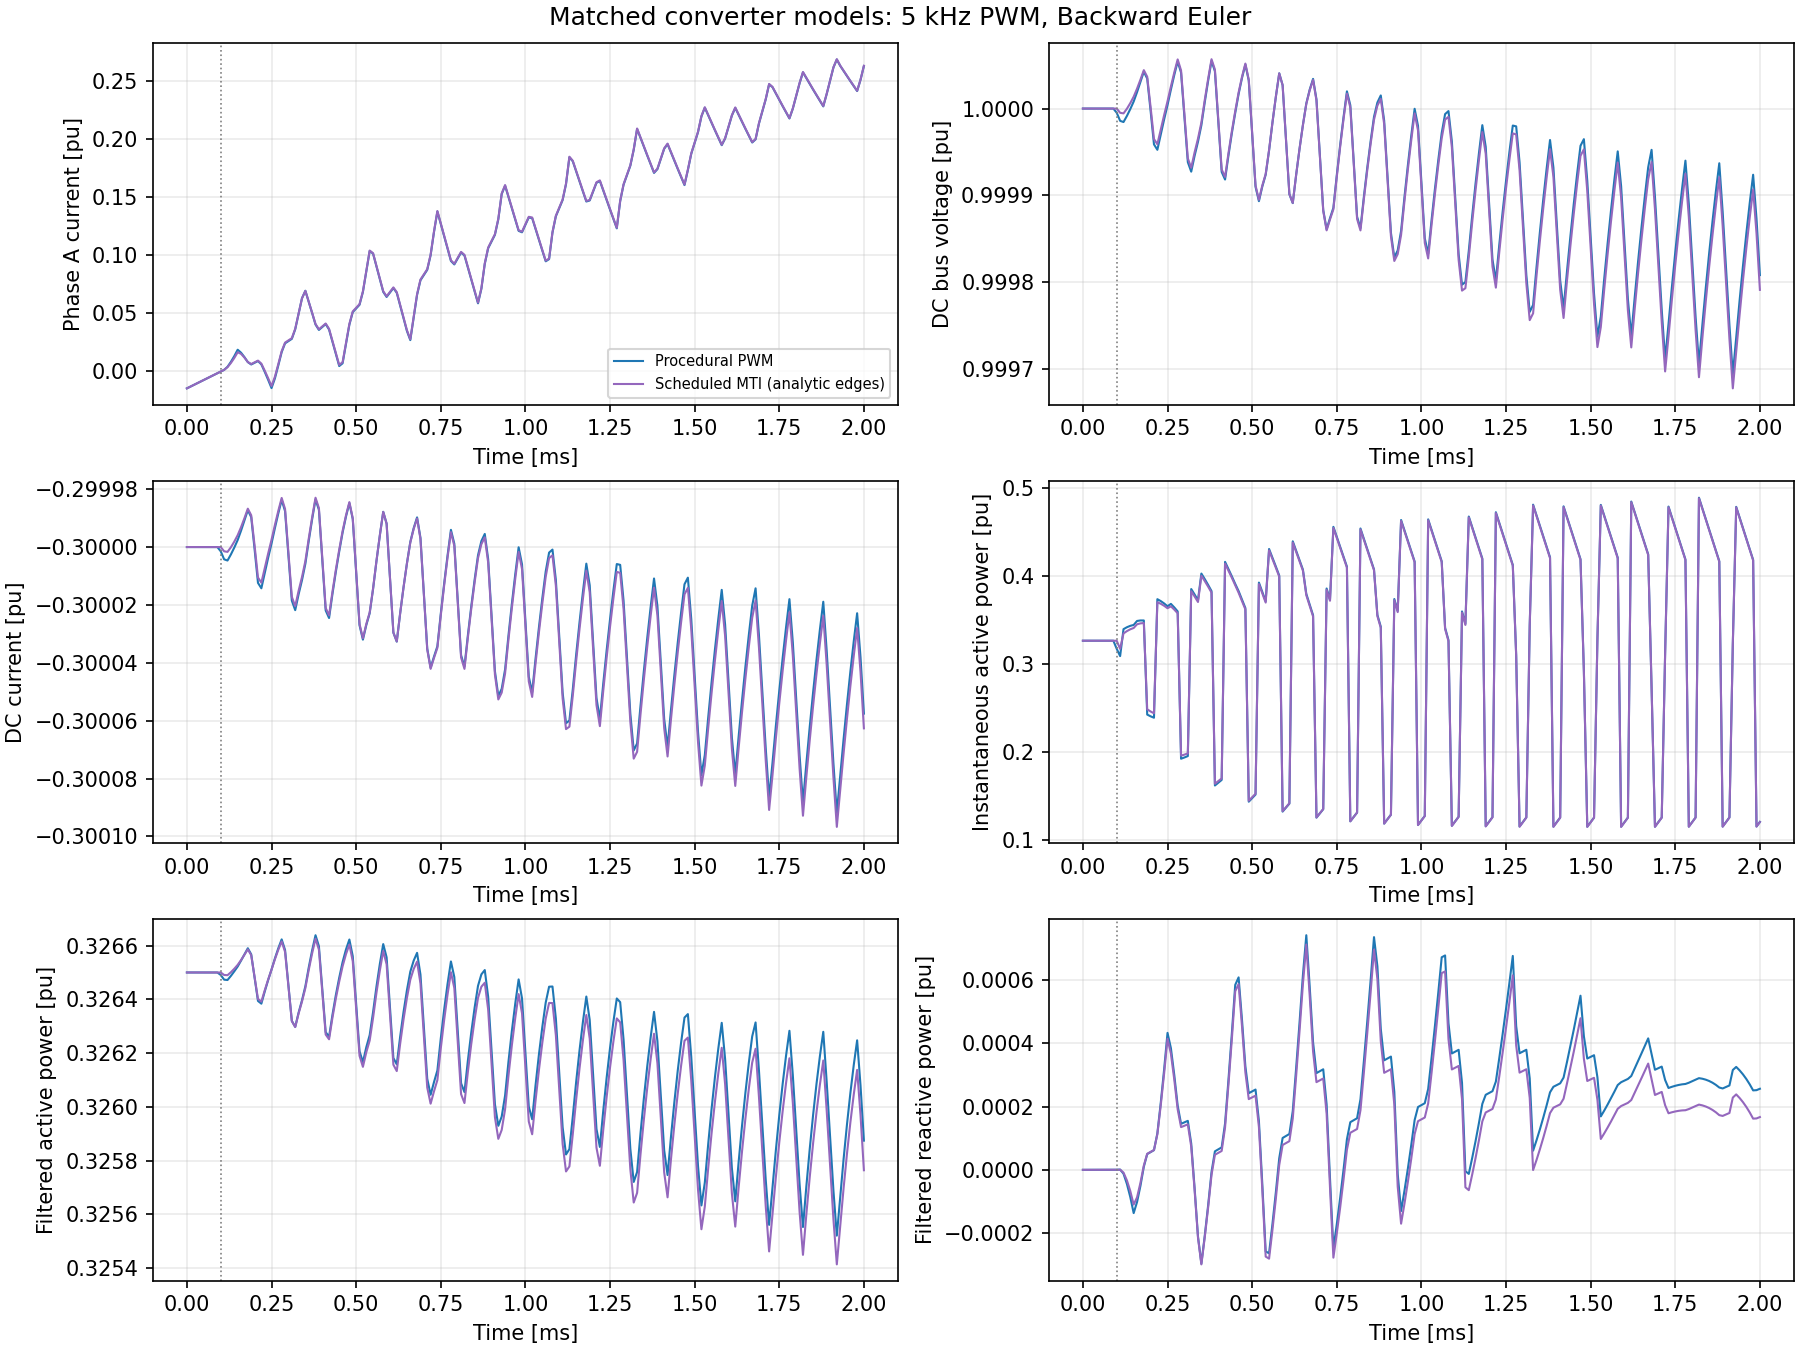 Matched converter models: 5 kHz PWM, Backward Euler
Phase A current [pu]
0.25
0.20
0.15
0.10
0.05
0.00
Procedural PWM
Scheduled MTI (analytic edges)
0.00 0.25 0.50 0.75 1.00 1.25 1.50 1.75 2.00
Time [ms]
DC bus voltage [pu]
1.0000
0.9999
0.9998
0.9997
0.00 0.25 0.50 0.75 1.00 1.25 1.50 1.75 2.00
Time [ms]
DC current [pu]
−0.29998
−0.30000
−0.30002
−0.30004
−0.30006
−0.30008
−0.30010
0.00 0.25 0.50 0.75 1.00 1.25 1.50 1.75 2.00
Time [ms]
Instantaneous active power [pu]
0.5
0.4
0.3
0.2
0.1
0.00 0.25 0.50 0.75 1.00 1.25 1.50 1.75 2.00
Time [ms]
Filtered active power [pu]
0.3266
0.32664
0.3262
0.3260
0.3258
0.3256
0.3254
0.00 0.25 0.50 0.75 1.00 1.25 1.50 1.75 2.00
Time [ms]
Filtered reactive power [pu]
0.0006
0.0004
0.0002
0.0000
−0.0002
0.00 0.25 0.50 0.75 1.00 1.25 1.50 1.75 2.00
Time [ms]